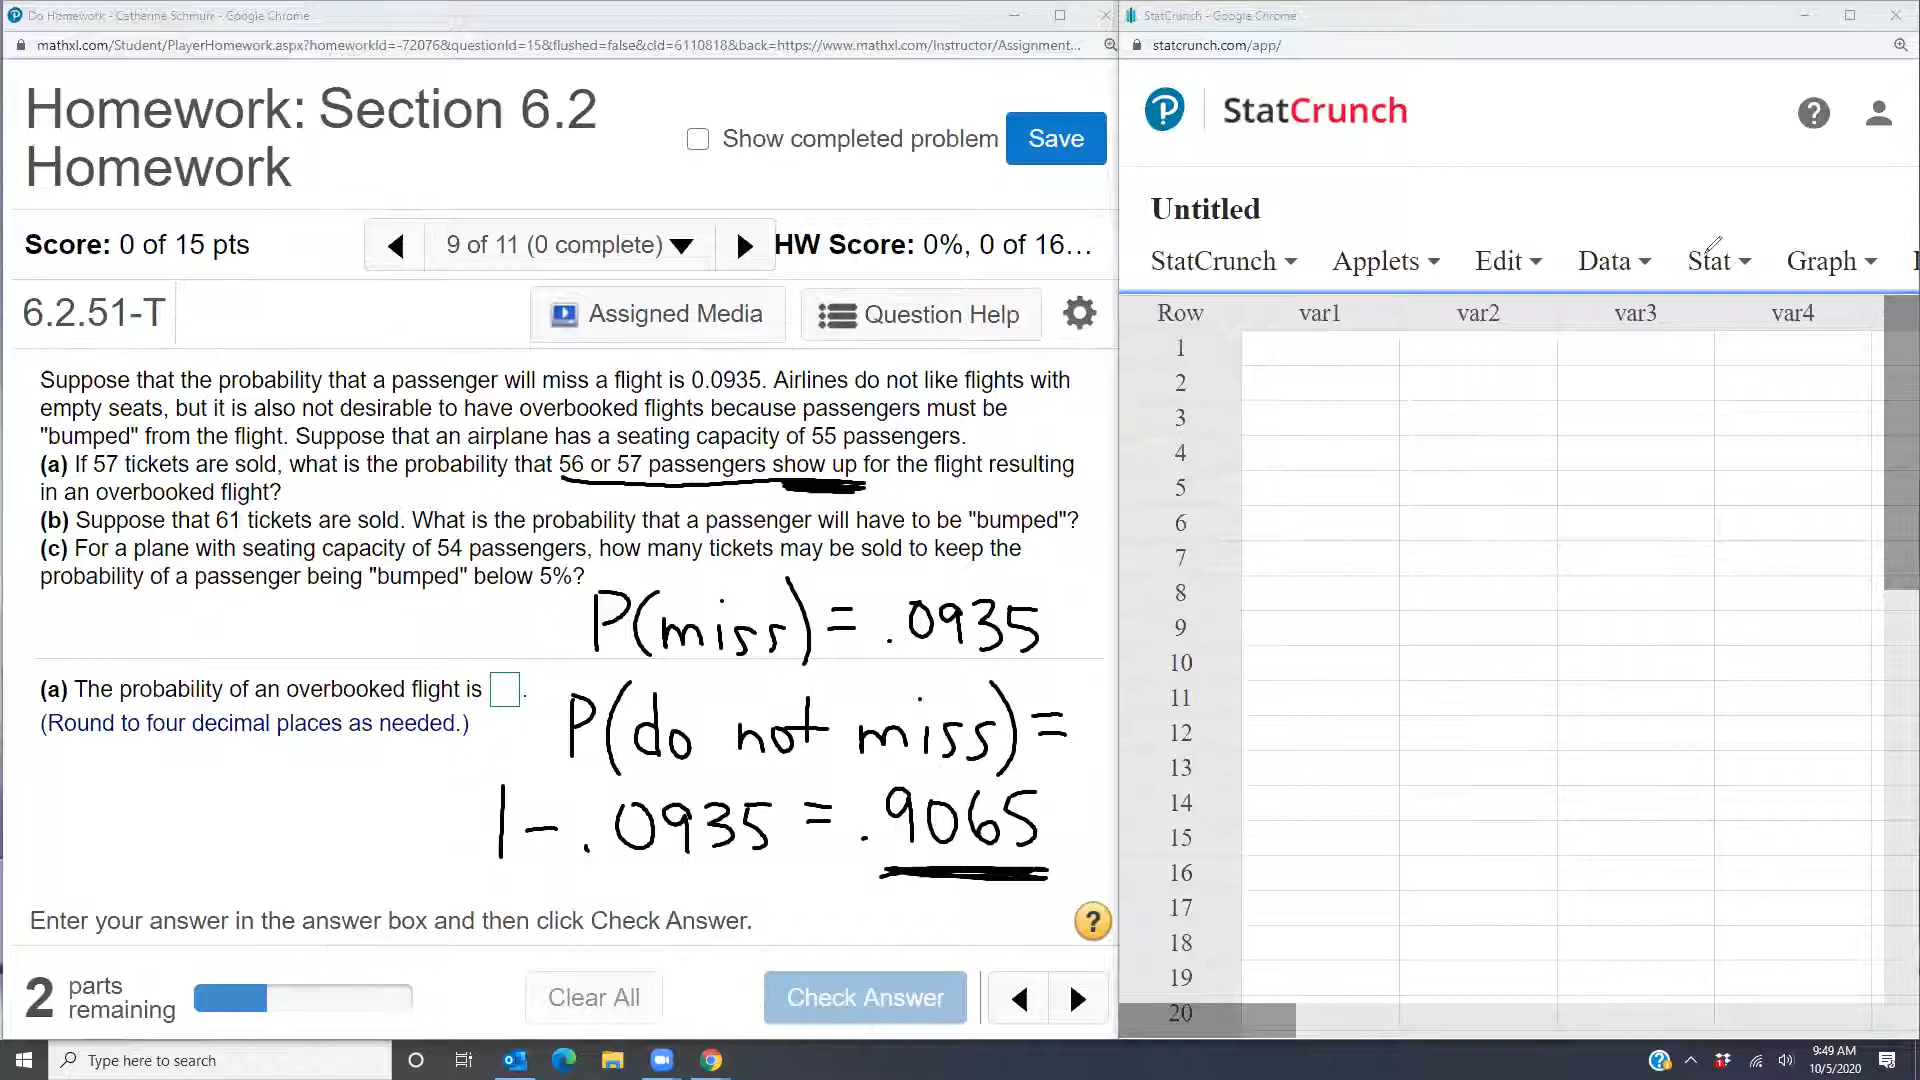 Do Homework - Catherine Schmurr - Google Chrome
mathxl.com/Student/PlayerHomework.aspx?homeworkId=-72076&questionId=15&flushed=false&cId=6110818&back=https://www.mathxl.com/Instructor/Assignment...
Homework: Section 6.2
Homework
Show completed problem
Save
Score: 0 of 15 pts
9 of 11 (0 complete)
HW Score: 0%, 0 of 16...
6.2.51-T
Assigned Media
Question Help
Suppose that the probability that a passenger will miss a flight is 0.0935. Airlines do not like flights with
empty seats, but it is also not desirable to have overbooked flights because passengers must be
"bumped" from the flight. Suppose that an airplane has a seating capacity of 55 passengers.
(a) If 57 tickets are sold, what is the probability that 56 or 57 passengers show up for the flight resulting
in an overbooked flight?
(b) Suppose that 61 tickets are sold. What is the probability that a passenger will have to be "bumped"?
(c) For a plane with seating capacity of 54 passengers, how many tickets may be sold to keep the
probability of a passenger being "bumped" below 5%?
P(miss) = .0935
(a) The probability of an overbooked flight is .
(Round to four decimal places as needed.)
P(do not miss) =
1 - .0935 = .9065
Enter your answer in the answer box and then click Check Answer.
?
2 parts
remaining
Clear All
Check Answer
StatCrunch - Google Chrome
statcrunch.com/app/
StatCrunch
Untitled
StatCrunch Applets Edit Data Stat Graph
Row var1 var2 var3 var4
1
2
3
4
5
6
7
8
9
10
11
12
13
14
15
16
17
18
19
20
Type here to search
9:49 AM
10/5/2020